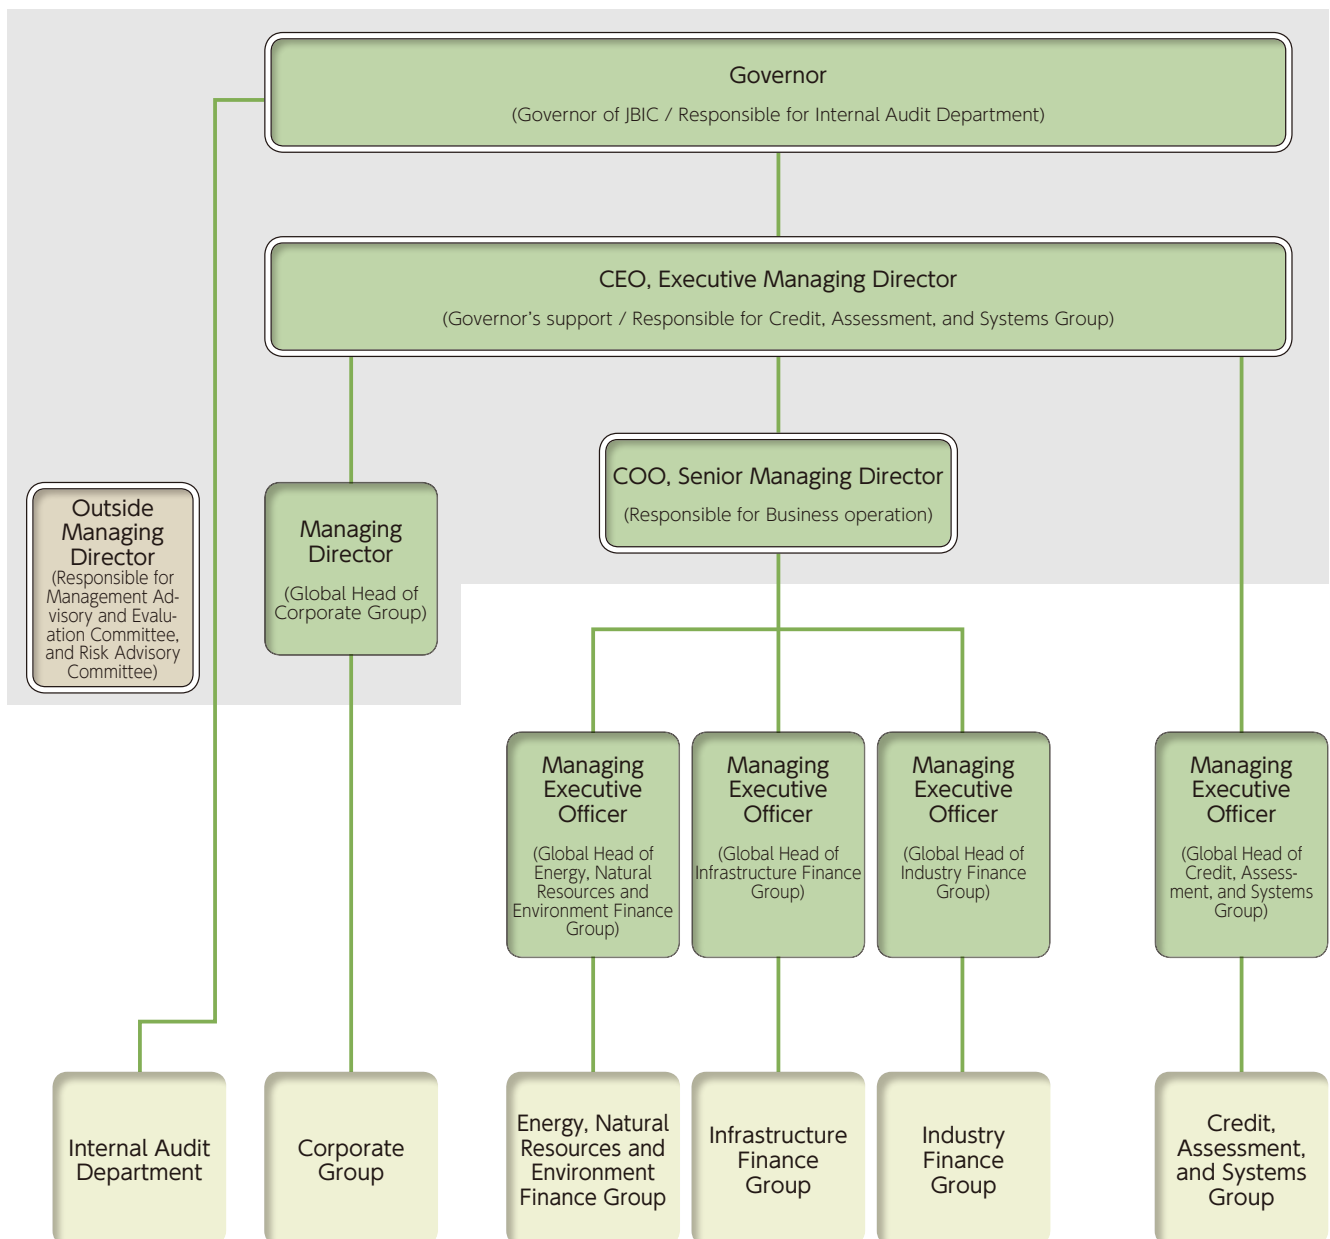 Governor
(Governor of JBIC / Responsible for Internal Audit Department)
CEO, Executive Managing Director
(Governor’s support / Responsible for Credit, Assessment, and Systems Group)
COO, Senior Managing Director
(Responsible for Business operation)
Outside
Managing
Director
(Responsible for
Management Ad-
visory and Evalu-
ation Committee,
and Risk Advisory
Committee)
Managing
Director
(Global Head of
Corporate Group)
Managing
Executive
Officer
(Global Head of
Energy, Natural
Resources and
Environment Finance
Group)
Managing
Executive
Officer
(Global Head of
Infrastructure Finance
Group)
Managing
Executive
Officer
(Global Head of
Industry Finance
Group)
Managing
Executive
Officer
(Global Head of
Credit, Assess-
ment, and Systems
Group)
Internal Audit
Department
Corporate
Group
Energy, Natural
Resources and
Environment
Finance Group
Infrastructure
Finance
Group
Industry
Finance
Group
Credit,
Assessment,
and Systems
Group